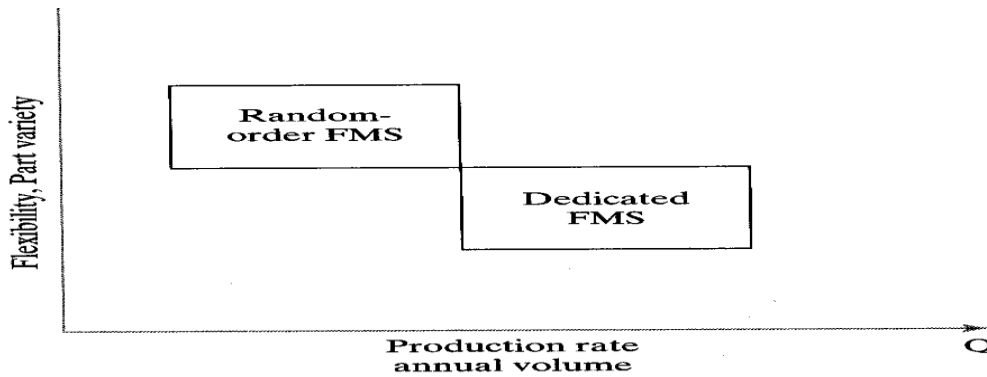 Flexibility, Part variety
Random-
order FMS
Dedicated
FMS
Production rate
annual volume
Q